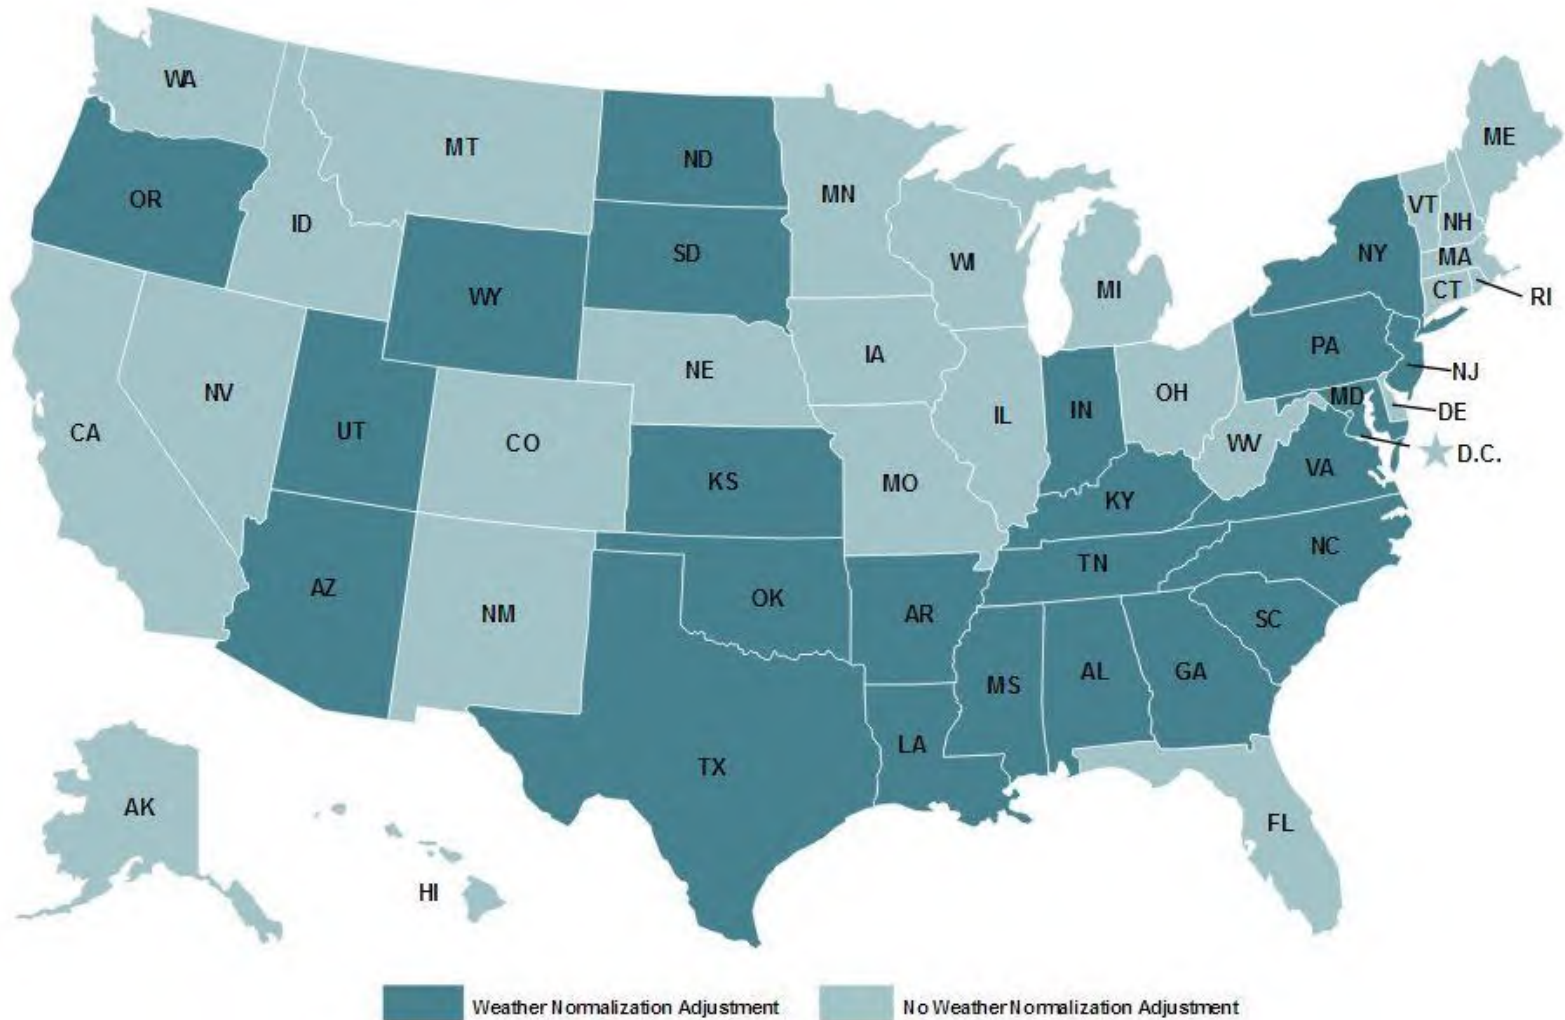 WA
ME
MT
ND
OR
MN
VT
ID
NH
SD
NY
MA
WI
WY
MI
CT
RI
PA
IA
NE
NJ
NV
OH
MD
UT
IN
DE
IL
CA
CO
WV
D.C.
VA
KS
MO
KY
NC
TN
AZ
OK
NM
AR
SC
AL
GA
MS
LA
TX
AK
FL
HI
Weather Normalization Adjustment
No Weather Normalization Adjustment